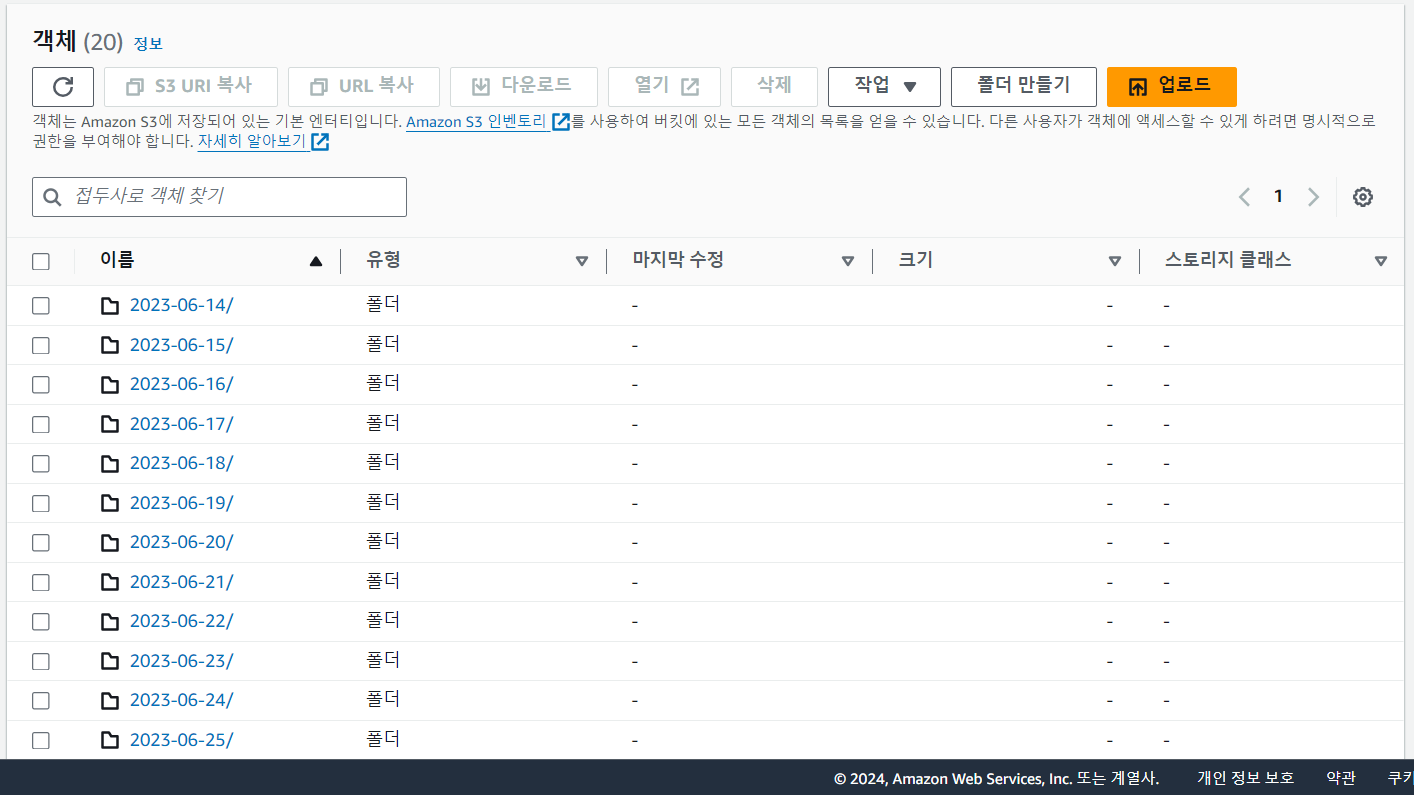 객체 (20) 정보
S3 URI 복사 URL 복사 다운로드 열기 삭제 작업 폴더 만들기 업로드
객체는 Amazon S3에 저장되어 있는 기본 엔터티입니다. Amazon S3 인벤토리 를 사용하여 버킷에 있는 모든 객체의 목록을 얻을 수 있습니다. 다른 사용자가 객체에 액세스할 수 있게 하려면 명시적으로
권한을 부여해야 합니다. 자세히 알아보기
접두사로 객체 찾기 1
이름 유형 마지막 수정 크기 스토리지 클래스
2023-06-14/ 폴더 - - -
2023-06-15/ 폴더 - - -
2023-06-16/ 폴더 - - -
2023-06-17/ 폴더 - - -
2023-06-18/ 폴더 - - -
2023-06-19/ 폴더 - - -
2023-06-20/ 폴더 - - -
2023-06-21/ 폴더 - - -
2023-06-22/ 폴더 - - -
2023-06-23/ 폴더 - - -
2023-06-24/ 폴더 - - -
2023-06-25/ 폴더 - - -
© 2024, Amazon Web Services, Inc. 또는 계열사. 개인 정보 보호 약관 쿠키